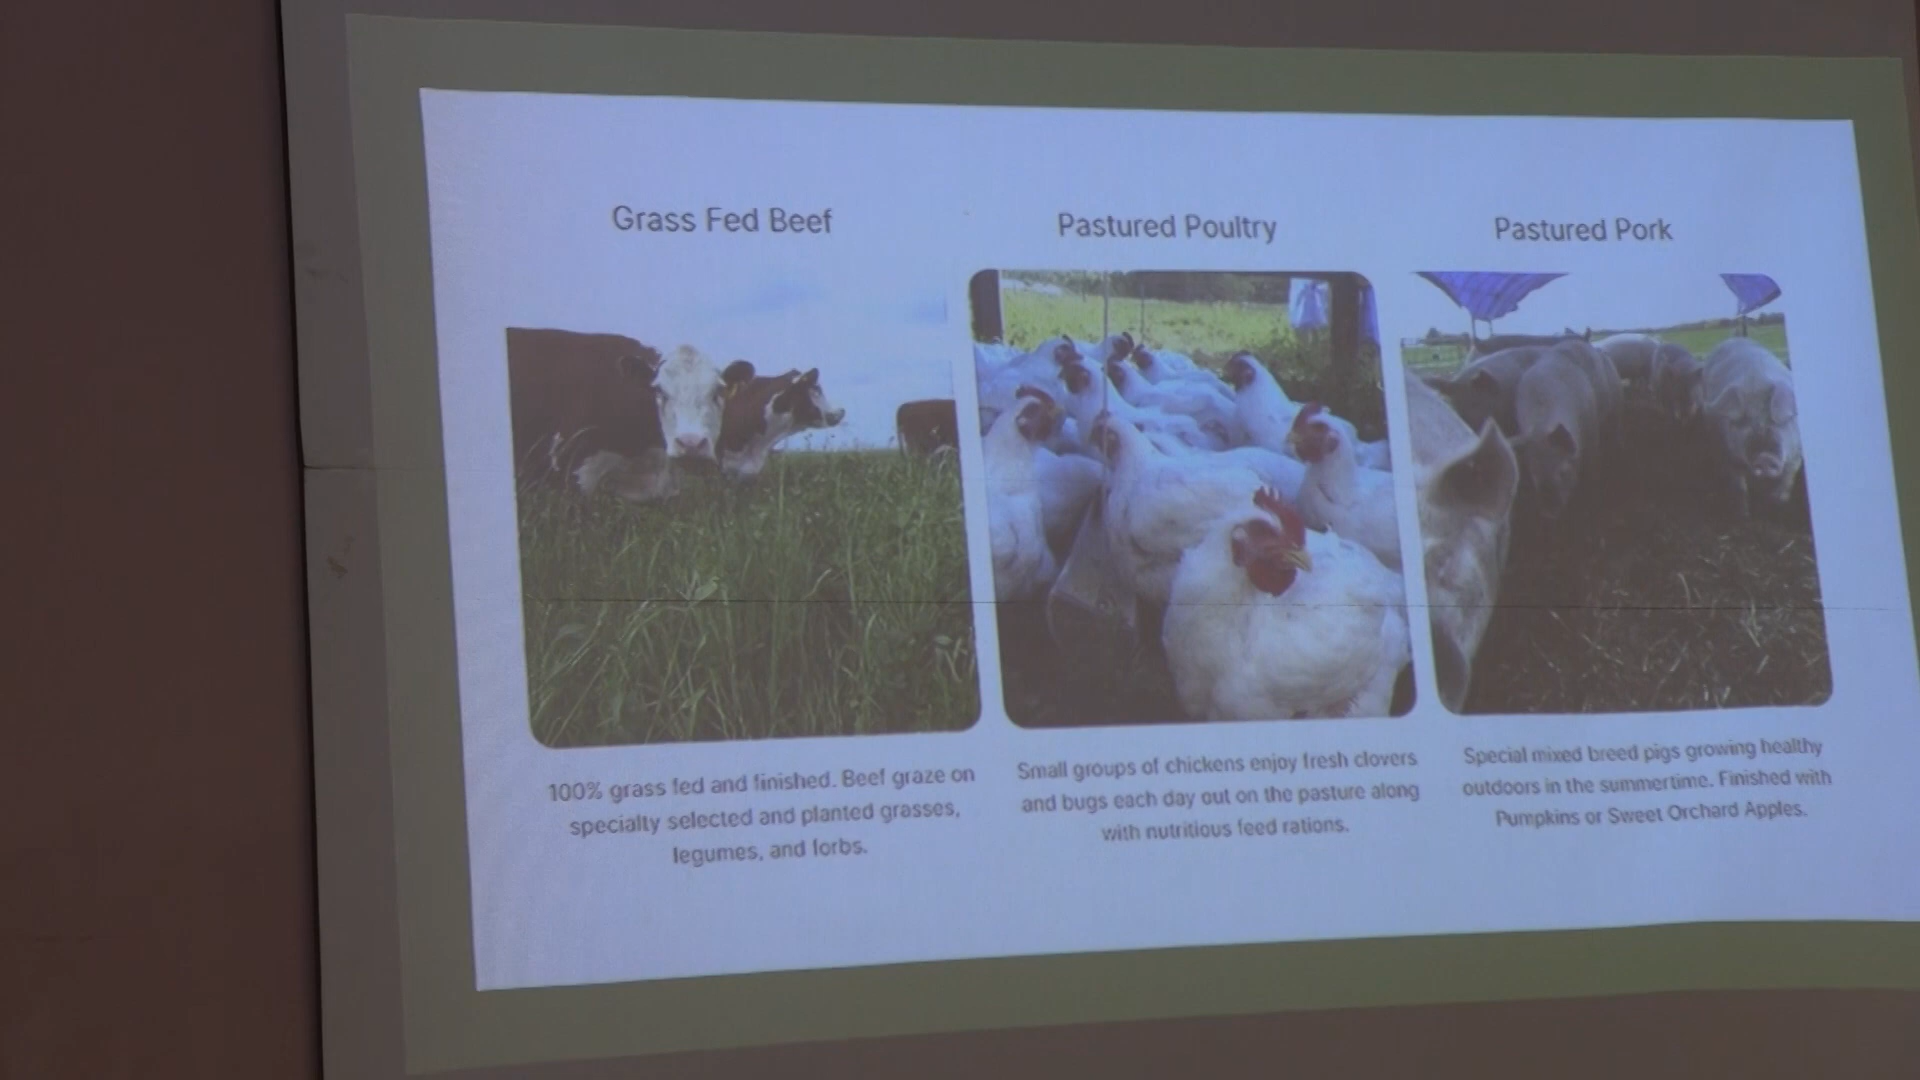 Grass Fed Beef
100% grass fed and finished. Beef graze on
specialty selected and planted grasses,
legumes, and forbs.
Pastured Poultry
Small groups of chickens enjoy fresh clovers
and bugs each day out on the pasture along
with nutritious feed rations.
Pastured Pork
Special mixed breed pigs growing healthy
outdoors in the summertime. Finished with
Pumpkins or Sweet Orchard Apples.